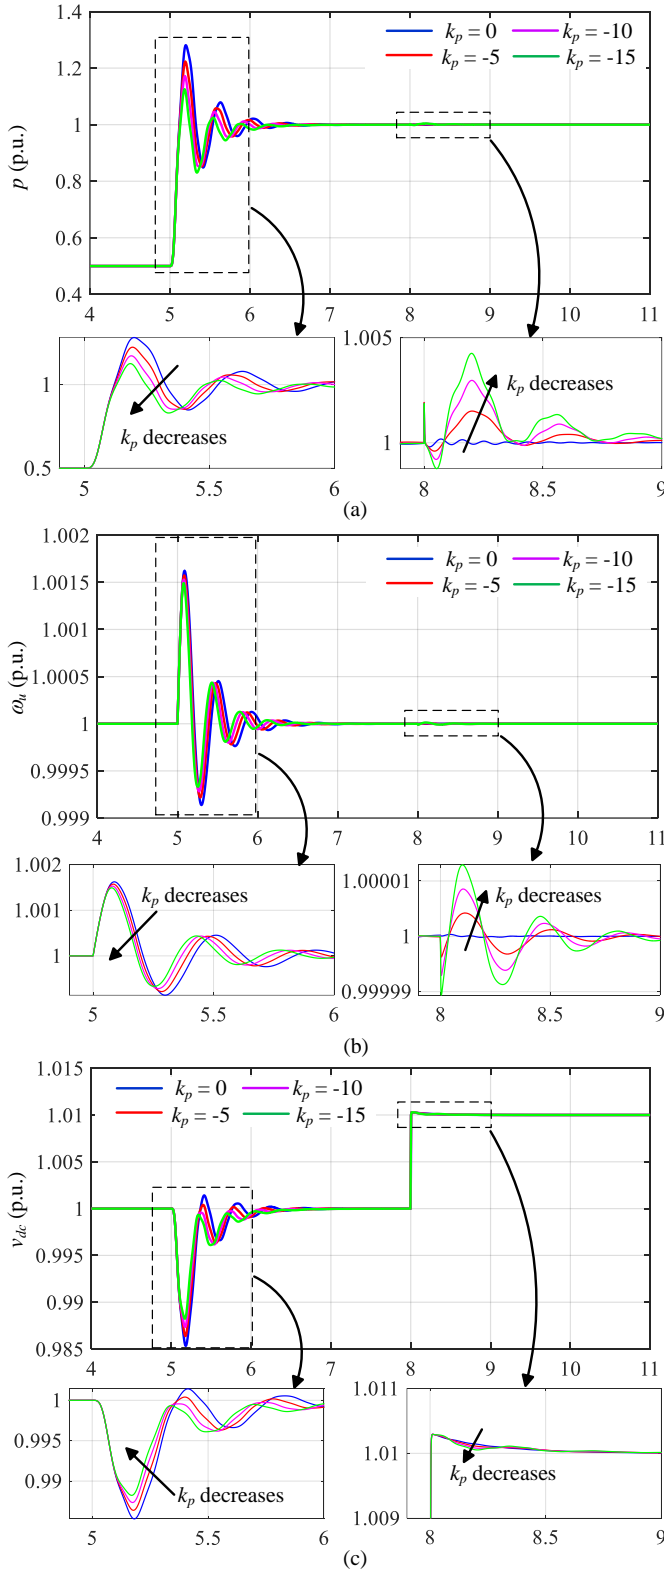 k_p = 0 k_p = -10
k_p = -5 k_p = -15
p (p.u.)
1.4
1.2
1
0.8
0.6
0.4
4 5 6 7 8 9 10 11
1
0.5
k_p decreases
5 5.5 6
1.005
1
k_p decreases
8 8.5 9
(a)
k_p = 0 k_p = -10
k_p = -5 k_p = -15
ω_u (p.u.)
1.002
1.0015
1.001
1.0005
1
0.9995
0.999
4 5 6 7 8 9 10 11
1.002
1.001
1
k_p decreases
5 5.5 6
1.00001
1
0.99999
k_p decreases
8 8.5 9
(b)
k_p = 0 k_p = -10
k_p = -5 k_p = -15
v_dc (p.u.)
1.015
1.01
1.005
1
0.995
0.99
0.985
4 5 6 7 8 9 10 11
1
0.995
0.99
k_p decreases
5 5.5 6
1.011
1.01
1.009
k_p decreases
8 8.5 9
(c)